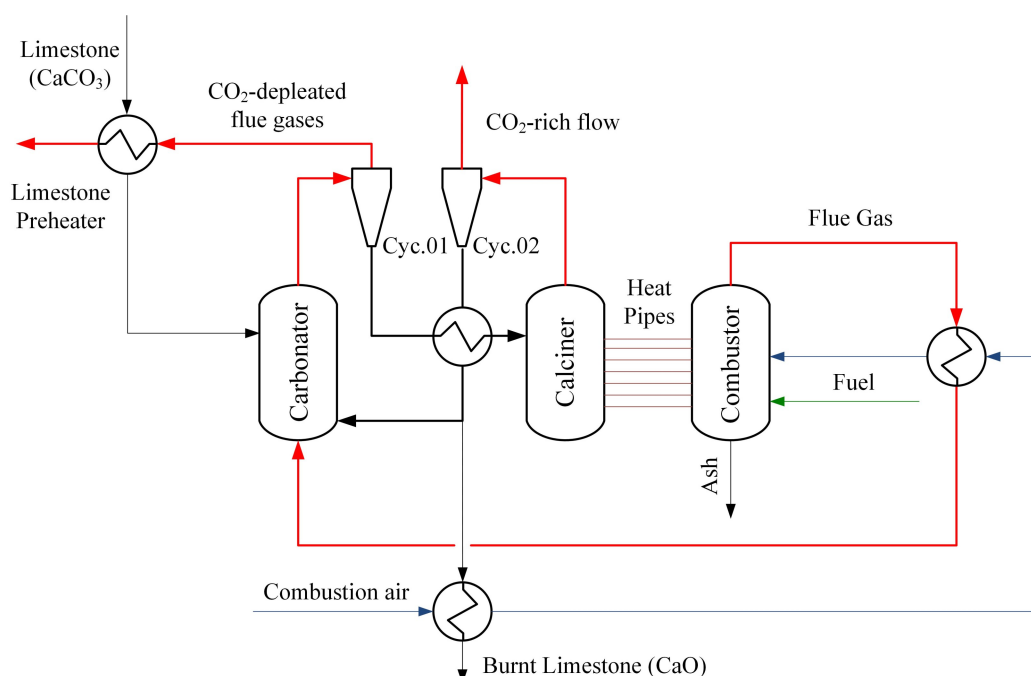 Limestone
(CaCO₃)
CO₂-depleated
flue gases
CO₂-rich flow
Limestone
Preheater
Cyc.01
Cyc.02
Flue Gas
Heat
Pipes
Carbonator
Calciner
Combustor
Fuel
Ash
Combustion air
Burnt Limestone (CaO)